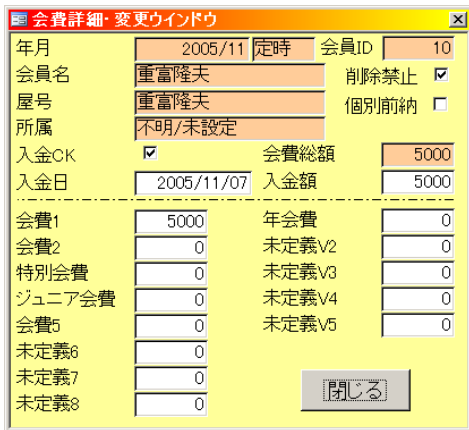 会費詳細・変更ウインドウ
年月 2005/11 定時 会員ID 10
会員名 重富隆夫 削除禁止
屋号 重富隆夫 個別前納
所属 不明/未設定
入金CK 会費総額 5000
入金日 2005/11/07 入金額 5000
会費1 5000 年会費 0
会費2 0 未定義V2 0
特別会費 0 未定義V3 0
ジュニア会費 0 未定義V4 0
会費5 0 未定義V5 0
未定義6 0
未定義7 0
未定義8 0
閉じる